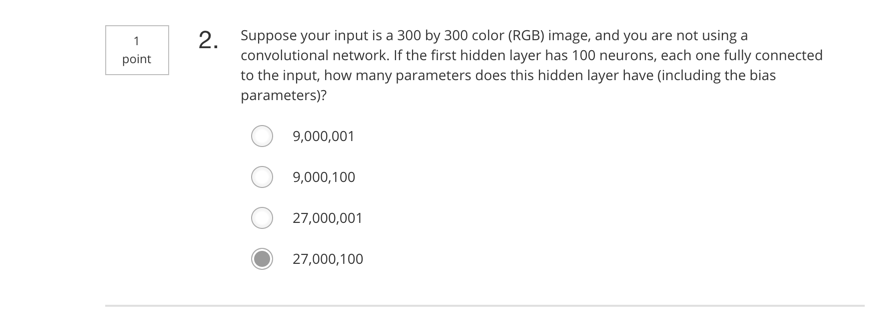 1
point
2.
Suppose your input is a 300 by 300 color (RGB) image, and you are not using a
convolutional network. If the first hidden layer has 100 neurons, each one fully connected
to the input, how many parameters does this hidden layer have (including the bias
parameters)?
9,000,001
9,000,100
27,000,001
27,000,100